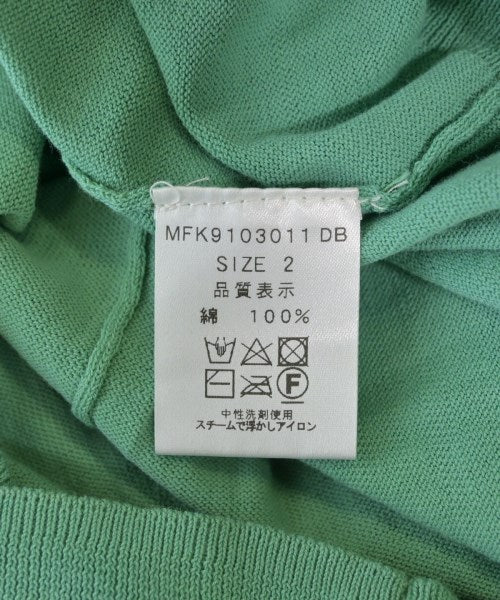 MFK9103011 DB
SIZE 2
品質表示
綿 100%
F
中性洗剤使用
スチームで浮かしアイロン